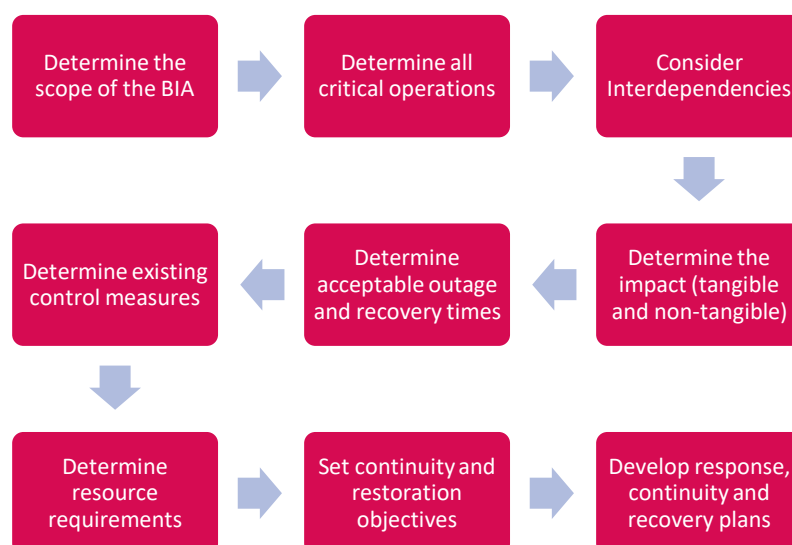 Determine the
scope of the BIA
Determine all
critical operations
Consider
Interdependencies
Determine the
impact (tangible
and non-tangible)
Determine
acceptable outage
and recovery times
Determine existing
control measures
Determine
resource
requirements
Set continuity and
restoration
objectives
Develop response,
continuity and
recovery plans